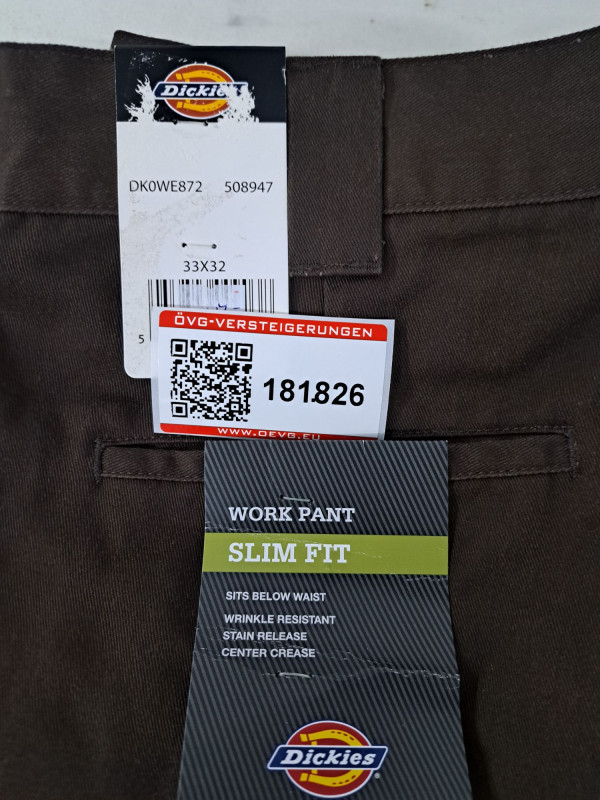 Dickies
DK0WE872 508947
33X32
5
ÖVG-VERSTEIGERUNGEN
181826
WWW.OEVG.EU
WORK PANT
SLIM FIT
SITS BELOW WAIST
WRINKLE RESISTANT
STAIN RELEASE
CENTER CREASE
Dickies